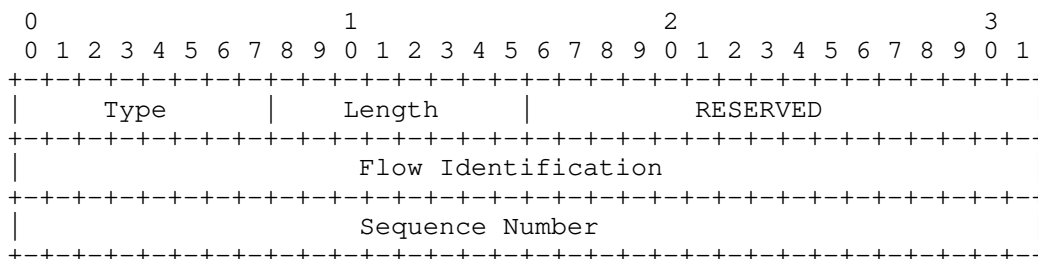 0                   1                   2                   3
 0 1 2 3 4 5 6 7 8 9 0 1 2 3 4 5 6 7 8 9 0 1 2 3 4 5 6 7 8 9 0 1
+-+-+-+-+-+-+-+-+-+-+-+-+-+-+-+-+-+-+-+-+-+-+-+-+-+-+-+-+-+-+-+--
|     Type      |    Length     |          RESERVED
+-+-+-+-+-+-+-+-+-+-+-+-+-+-+-+-+-+-+-+-+-+-+-+-+-+-+-+-+-+-+-+--
|                     Flow Identification
+-+-+-+-+-+-+-+-+-+-+-+-+-+-+-+-+-+-+-+-+-+-+-+-+-+-+-+-+-+-+-+--
|                     Sequence Number
+-+-+-+-+-+-+-+-+-+-+-+-+-+-+-+-+-+-+-+-+-+-+-+-+-+-+-+-+-+-+-+--